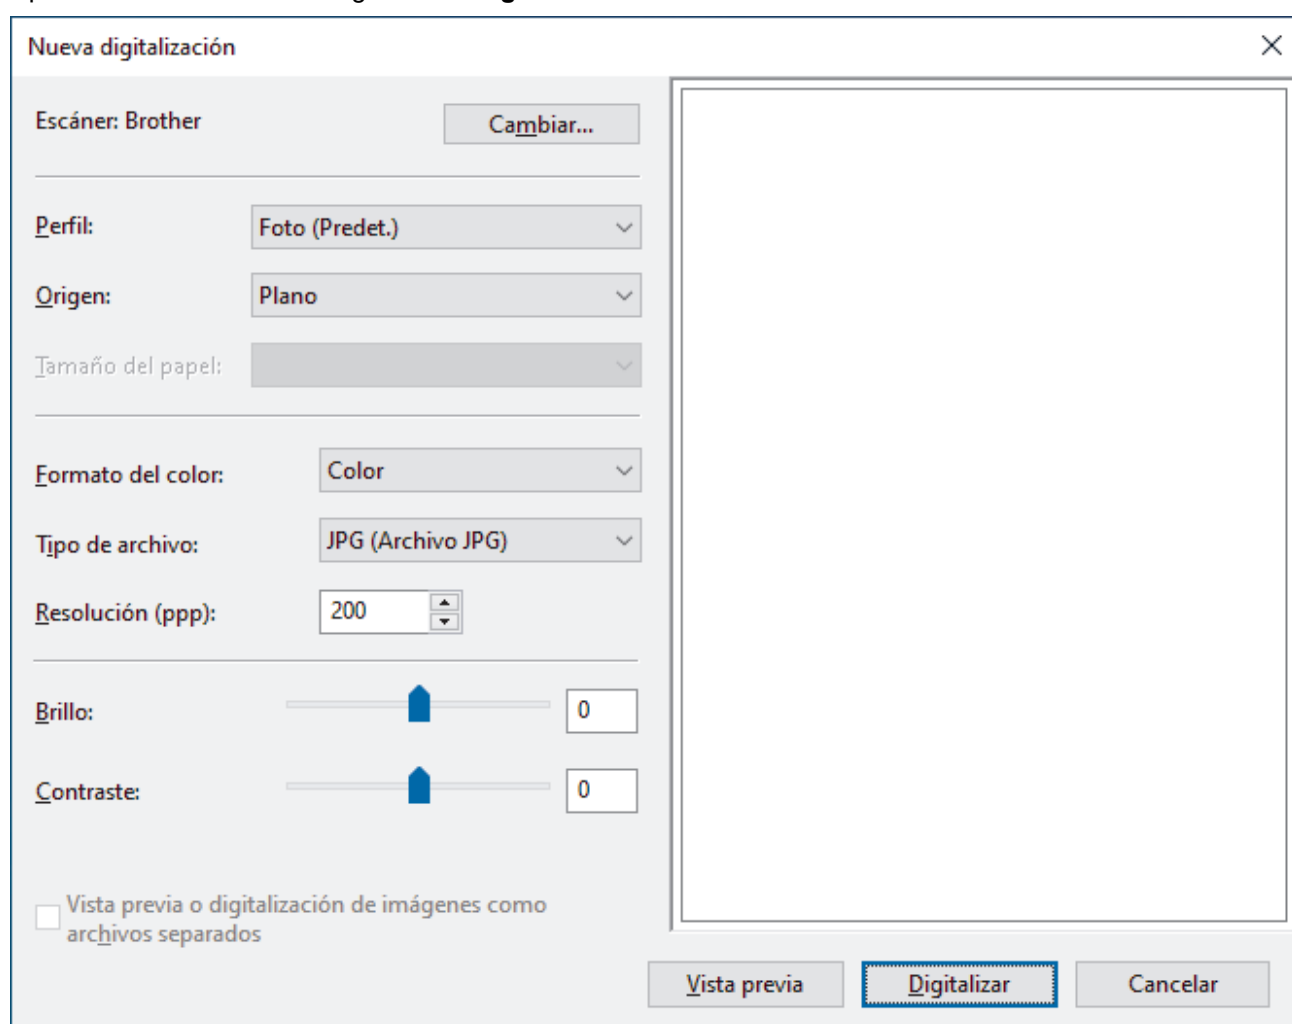 Nueva digitalización
Escáner: Brother
Cambiar...
Perfil:
Foto (Predet.)
Origen:
Plano
Tamaño del papel:
Formato del color:
Color
Tipo de archivo:
JPG (Archivo JPG)
Resolución (ppp):
200
Brillo:
0
Contraste:
0
Vista previa o digitalización de imágenes como
archivos separados
Vista previa
Digitalizar
Cancelar